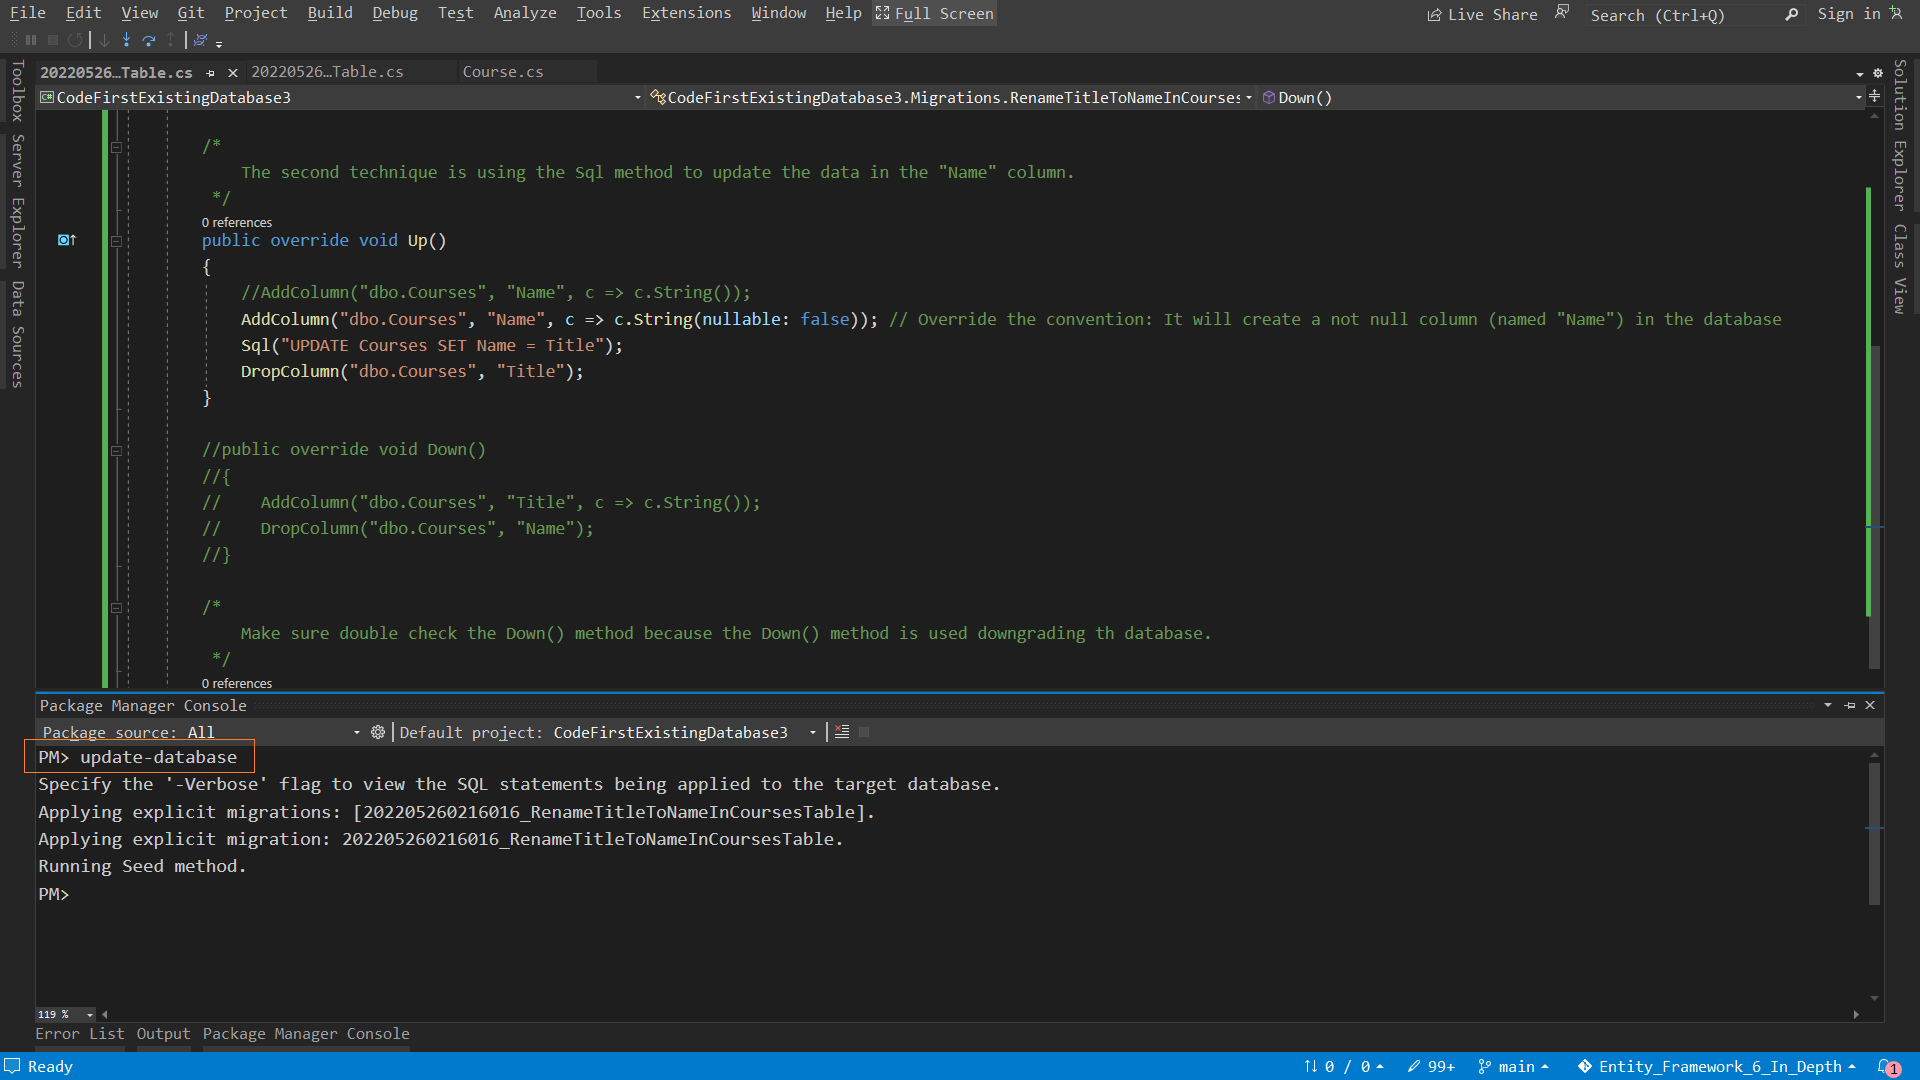 File Edit View Git Project Build Debug Test Analyze Tools Extensions Window Help Full Screen Live Share Search (Ctrl+Q) Sign in
20220526…Table.cs 20220526…Table.cs Course.cs
CodeFirstExistingDatabase3 CodeFirstExistingDatabase3.Migrations.RenameTitleToNameInCourses Down()
Toolbox
Server Explorer
Data Sources
Solution Explorer
Class View
/*
The second technique is using the Sql method to update the data in the "Name" column.
*/
0 references
public override void Up()
{
//AddColumn("dbo.Courses", "Name", c => c.String());
AddColumn("dbo.Courses", "Name", c => c.String(nullable: false)); // Override the convention: It will create a not null column (named "Name") in the database
Sql("UPDATE Courses SET Name = Title");
DropColumn("dbo.Courses", "Title");
}
//public override void Down()
//{
//    AddColumn("dbo.Courses", "Title", c => c.String());
//    DropColumn("dbo.Courses", "Name");
//}
/*
Make sure double check the Down() method because the Down() method is used downgrading th database.
*/
0 references
Package Manager Console
Package source: All Default project: CodeFirstExistingDatabase3
PM> update-database
Specify the '-Verbose' flag to view the SQL statements being applied to the target database.
Applying explicit migrations: [202205260216016_RenameTitleToNameInCoursesTable].
Applying explicit migration: 202205260216016_RenameTitleToNameInCoursesTable.
Running Seed method.
PM>
119 %
Error List Output Package Manager Console
Ready 0 / 0 99+ main Entity_Framework_6_In_Depth 1